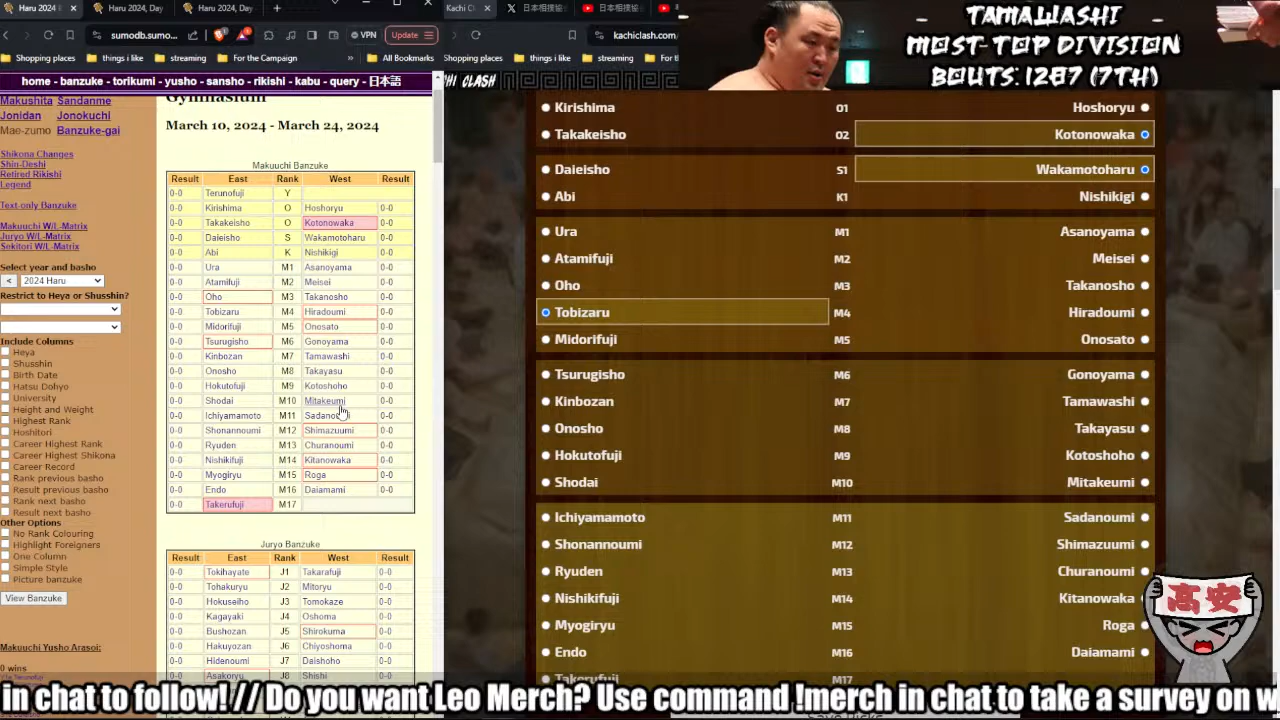 Haru 2024
Haru 2024, Day
Haru 2024, Day
Kachi Cl
日本相撲協
日本相撲協
TAMAWASHI
MOST-TOP DIVISION
BOUTS: 1287 (7TH)
sumodb.sumo...
VPN
Update
kachiclash.com
Shopping places
things i like
streaming
For the Campaign
All Bookmarks
Shopping places
things i like
streaming
home - banzuke - torikumi - yusho - sansho - rikishi - kabu - query - 日本語
CHI CLASH
Makushita Sandanme
Jonidan Jonokuchi
Mae-zumo Banzuke-gai
Shikona Changes
Shin-Deshi
Retired Rikishi
Legend
Text-only Banzuke
Makuuchi W/L-Matrix
Juryo W/L-Matrix
Sekitori W/L-Matrix
Select year and basho
< 2024 Haru
Restrict to Heya or Shusshin?
Include Columns
Heya
Shusshin
Birth Date
Hatsu Dohyo
University
Height and Weight
Highest Rank
Hoshitori
Career Highest Rank
Career Highest Shikona
Career Record
Rank previous basho
Result previous basho
Rank next basho
Result next basho
Other Options
No Rank Colouring
Highlight Foreigners
One Column
Simple Style
Picture banzuke
View Banzuke
Makuuchi Yusho Arasoi:
0 wins
Gymnasium
March 10, 2024 - March 24, 2024
Makuuchi Banzuke
Result East Rank West Result
0-0 Terunofuji Y
0-0 Kirishima O Hoshoryu 0-0
0-0 Takakeisho O Kotonowaka 0-0
0-0 Daieisho S Wakamotoharu 0-0
0-0 Abi K Nishikigi 0-0
0-0 Ura M1 Asanoyama 0-0
0-0 Atamifuji M2 Meisei 0-0
0-0 Oho M3 Takanosho 0-0
0-0 Tobizaru M4 Hiradoumi 0-0
0-0 Midorifuji M5 Onosato 0-0
0-0 Tsurugisho M6 Gonoyama 0-0
0-0 Kinbozan M7 Tamawashi 0-0
0-0 Onosho M8 Takayasu 0-0
0-0 Hokutofuji M9 Kotoshoho 0-0
0-0 Shodai M10 Mitakeumi 0-0
0-0 Ichiyamamoto M11 0-0
0-0 Shonannoumi M12 Shimazuumi 0-0
0-0 Ryuden M13 Churanoumi 0-0
0-0 Nishikifuji M14 Kitanowaka 0-0
0-0 Myogiryu M15 Roga 0-0
0-0 Endo M16 Daiamami 0-0
0-0 Takerufuji M17
Juryo Banzuke
Result East Rank West Result
0-0 Tokihayate J1 Takarafuji 0-0
0-0 Tohakuryu J2 Mitoryu 0-0
0-0 Hokuseiho J3 Tomokaze 0-0
0-0 Kagayaki J4 Oshoma 0-0
0-0 Bushozan J5 Shirokuma 0-0
0-0 Hakuyozan J6 Chiyoshoma 0-0
0-0 Hidenoumi J7 Daishoho 0-0
0-0 Asakoryu J8 Shishi 0-0
Kirishima O1 Hoshoryu
Takakeisho O2 Kotonowaka
Daieisho S1 Wakamotoharu
Abi K1 Nishikigi
Ura M1 Asanoyama
Atamifuji M2 Meisei
Oho M3 Takanosho
Tobizaru M4 Hiradoumi
Midorifuji M5 Onosato
Tsurugisho M6 Gonoyama
Kinbozan M7 Tamawashi
Onosho M8 Takayasu
Hokutofuji M9 Kotoshoho
Shodai M10 Mitakeumi
Ichiyamamoto M11 Sadanoumi
Shonannoumi M12 Shimazuumi
Ryuden M13 Churanoumi
Nishikifuji M14 Kitanowaka
Myogiryu M15 Roga
Endo M16 Daiamami
Takerufuji M17
高安
in chat to follow! // Do you want Leo Merch? Use command !merch in chat to take a survey on w